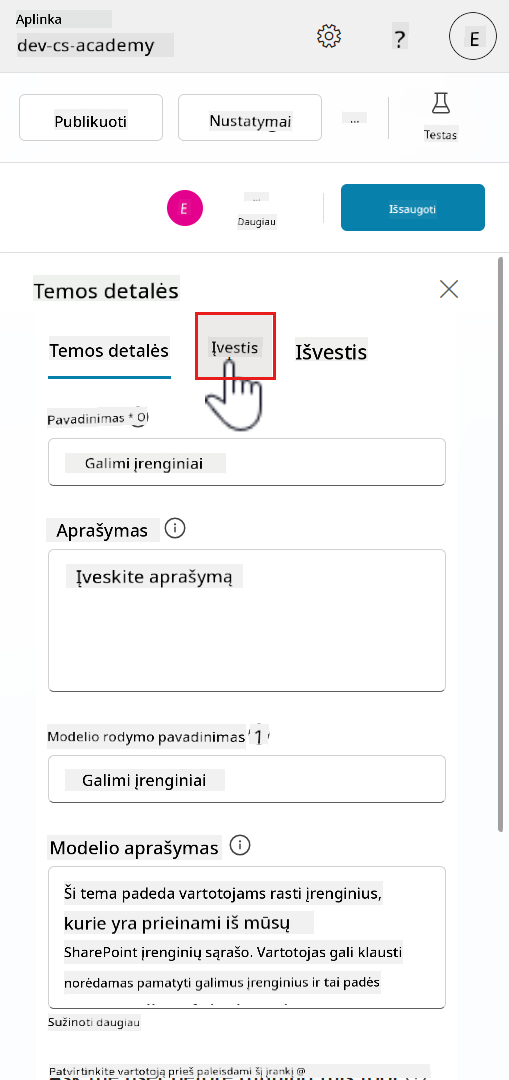 Aplinka
dev-cs-academy
?
E
Publikuoti
Nustatymai
...
Testas
E
...
Daugiau
Išsaugoti
Temos detalės
Temos detalės
Įvestis
Išvestis
Pavadinimas *
Galimi įrenginiai
Aprašymas
Įveskite aprašymą
Modelio rodymo pavadinimas
Galimi įrenginiai
Modelio aprašymas
Ši tema padeda vartotojams rasti įrenginius,
kurie yra prieinami iš mūsų
SharePoint įrenginių sąrašo. Vartotojas gali klausti
norėdamas pamatyti galimus įrenginius ir tai padės
Sužinoti daugiau
Patvirtinkite vartotoją prieš paleisdami šį įrankį